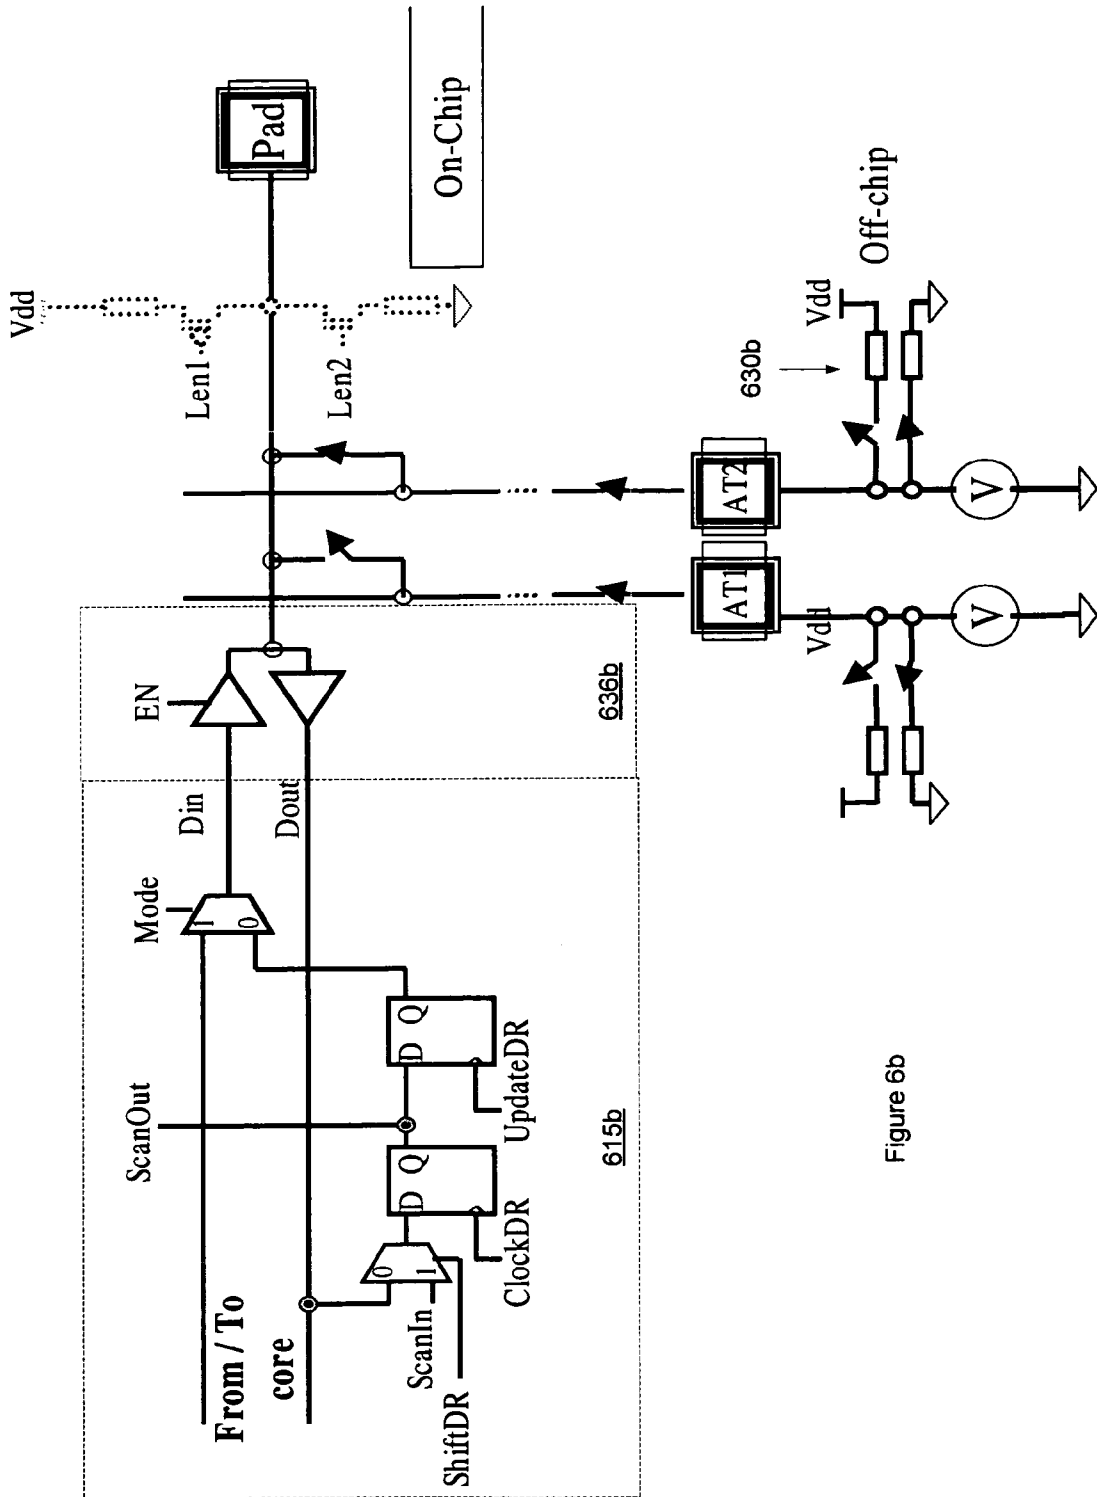 Vdd
Len1
Len2
Pad
On-Chip
EN
Mode
Din
Dout
ScanOut
1
0
From / To
core
0
1
D Q
D Q
ScanIn
ShiftDR
ClockDR
UpdateDR
615b
636b
AT1
AT2
Vdd
Vdd
V
V
630b
Off-chip
Figure 6b